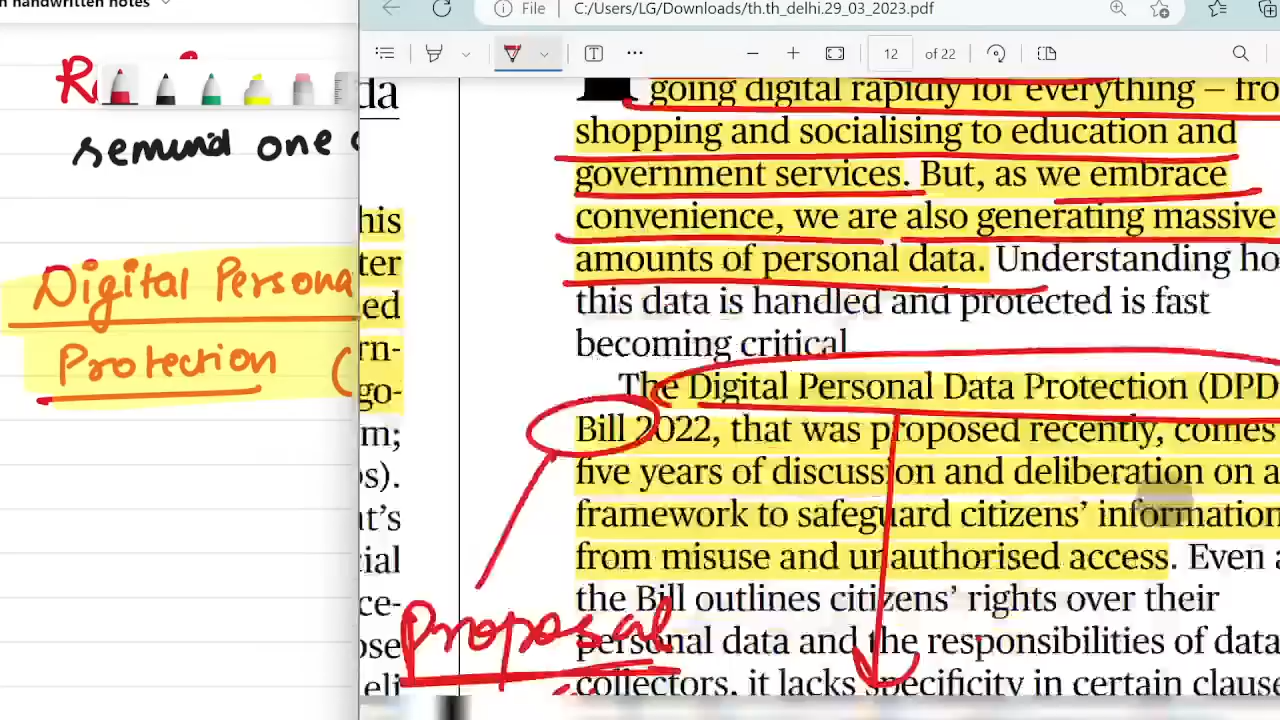 n handwritten notes
File
C:/Users/LG/Downloads/th.th_delhi.29_03_2023.pdf
12 of 22
da
semund one
Digital Persona
Protection (
his
ter
ed
rn-
go-
m;
os).
nt's
cial
ce-
ose
eli
going digital rapidly for everything – fro
shopping and socialising to education and
government services. But, as we embrace
convenience, we are also generating massive
amounts of personal data. Understanding ho
this data is handled and protected is fast
becoming critical
The Digital Personal Data Protection (DPD
Bill 2022, that was proposed recently, comes
five years of discussion and deliberation on a
framework to safeguard citizens' information
from misuse and unauthorised access. Even a
the Bill outlines citizens' rights over their
personal data and the responsibilities of data
collectors, it lacks specificity in certain clause
Proposal